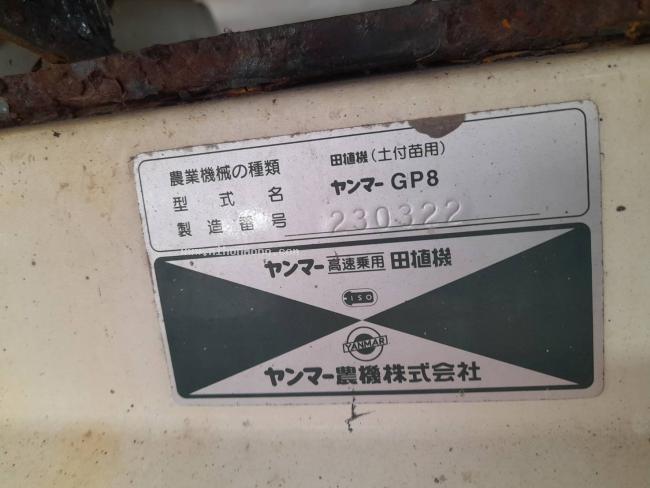 農業機械の種類 田植機(土付苗用)
型式名 ヤンマー GP8
製造番号 230322
ヤンマー 高速乗用 田植機
ISO
YANMAR
ヤンマー農機株式会社